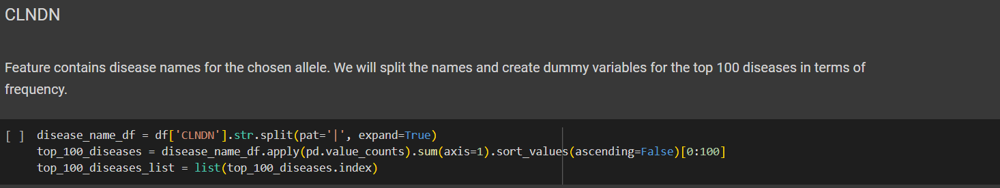 CLNDN
Feature contains disease names for the chosen allele. We will split the names and create dummy variables for the top 100 diseases in terms of
frequency.
[ ] disease_name_df = df['CLNDN'].str.split(pat='|', expand=True)
top_100_diseases = disease_name_df.apply(pd.value_counts).sum(axis=1).sort_values(ascending=False)[0:100]
top_100_diseases_list = list(top_100_diseases.index)